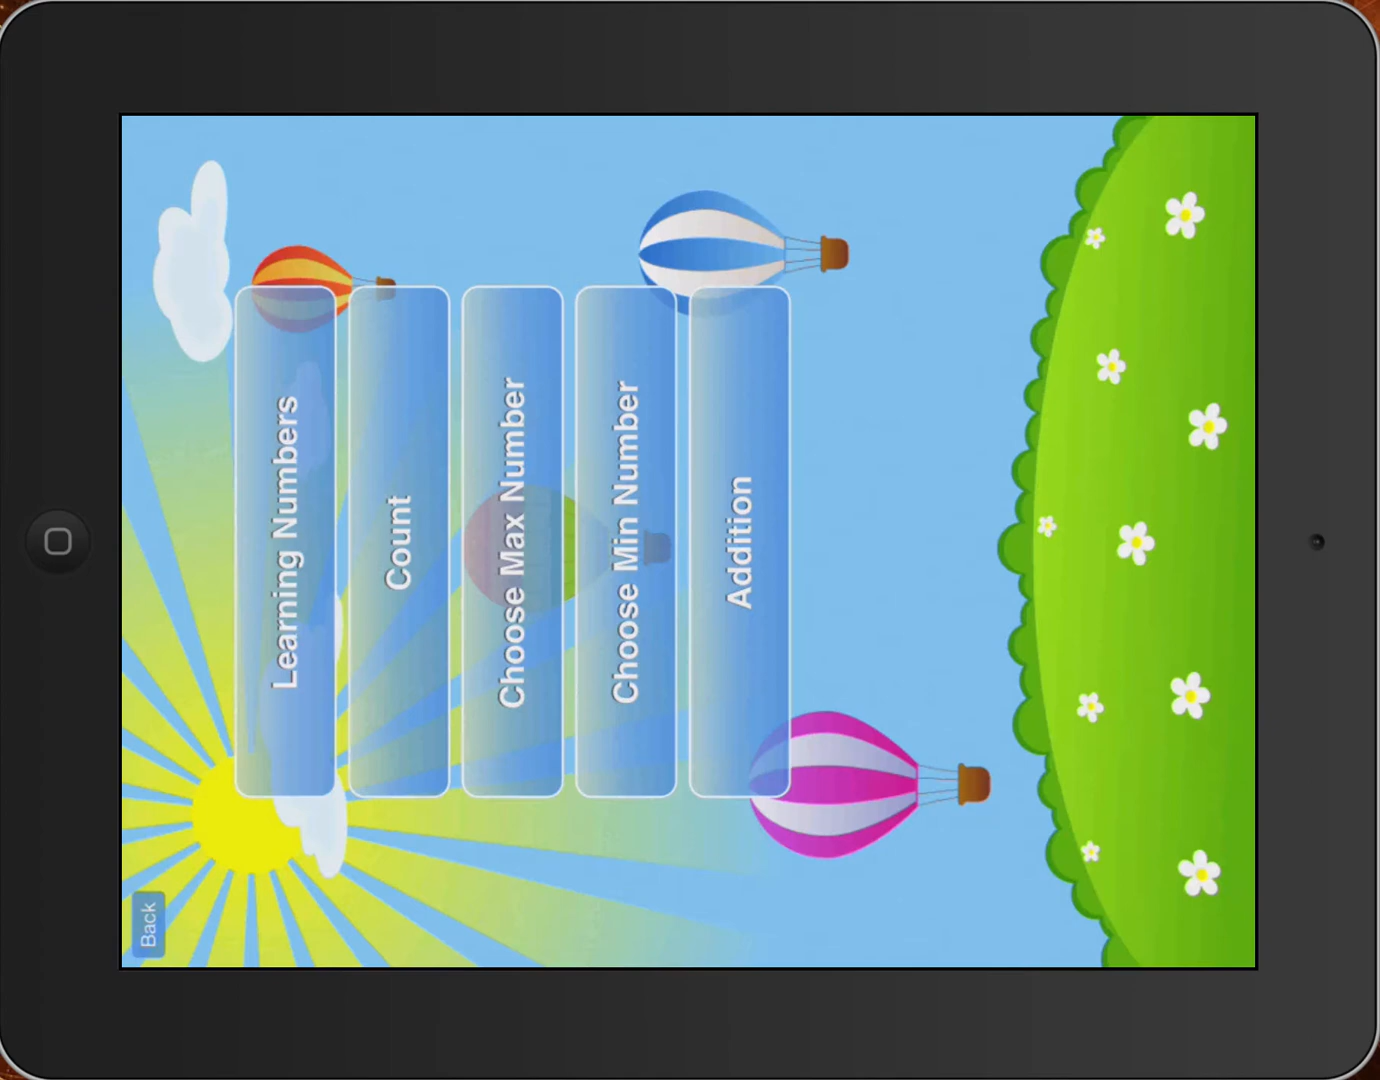 Learning Numbers
Count
Choose Max Number
Choose Min Number
Addition
Back